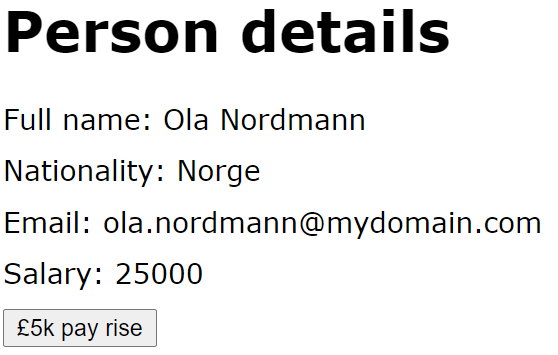 Person details
Full name: Ola Nordmann
Nationality: Norge
Email: ola.nordmann@mydomain.com
Salary: 25000
£5k pay rise